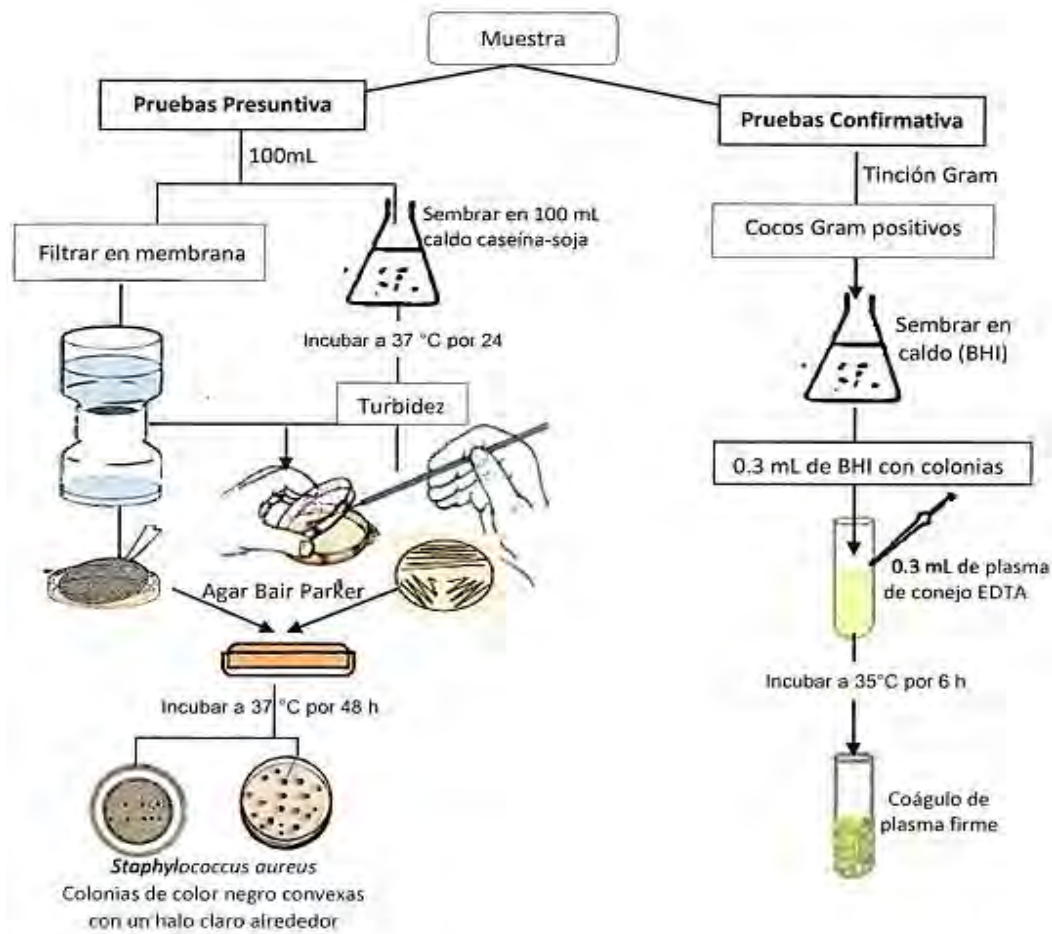 Muestra
Pruebas Presuntiva
100mL
Filtrar en membrana
Sembrar en 100 mL
caldo caseína-soja
Incubar a 37 °C por 24
Turbidez
Agar Bair Parker
Incubar a 37 °C por 48 h
Staphylococcus aureus
Colonias de color negro convexas
con un halo claro alrededor
Pruebas Confirmativa
Tinción Gram
Cocos Gram positivos
Sembrar en
caldo (BHI)
0.3 mL de BHI con colonias
0.3 mL de plasma
de conejo EDTA
Incubar a 35°C por 6 h
Coágulo de
plasma firme